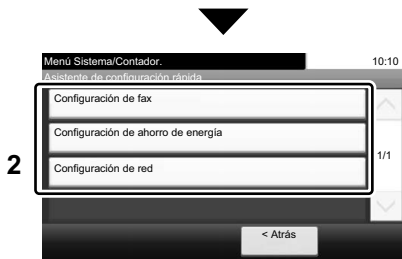 Menú Sistema/Contador.
10:10
Asistente de configuración rápida
Configuración de fax
Configuración de ahorro de energía
1/1
2
Configuración de red
< Atrás